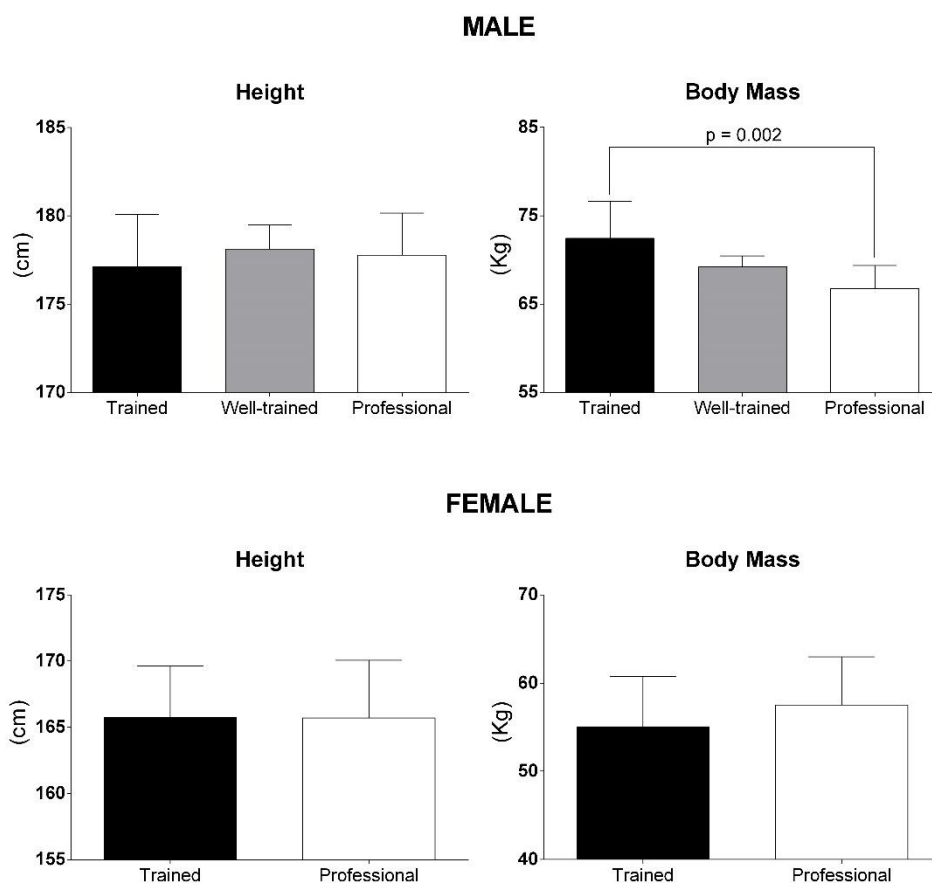 MALE
Height
185
180
175
170
(cm)
Trained Well-trained Professional
Body Mass
85
75
65
55
(Kg)
p = 0.002
Trained Well-trained Professional
FEMALE
Height
175
170
165
160
155
(cm)
Trained Professional
Body Mass
70
60
50
40
(Kg)
Trained Professional